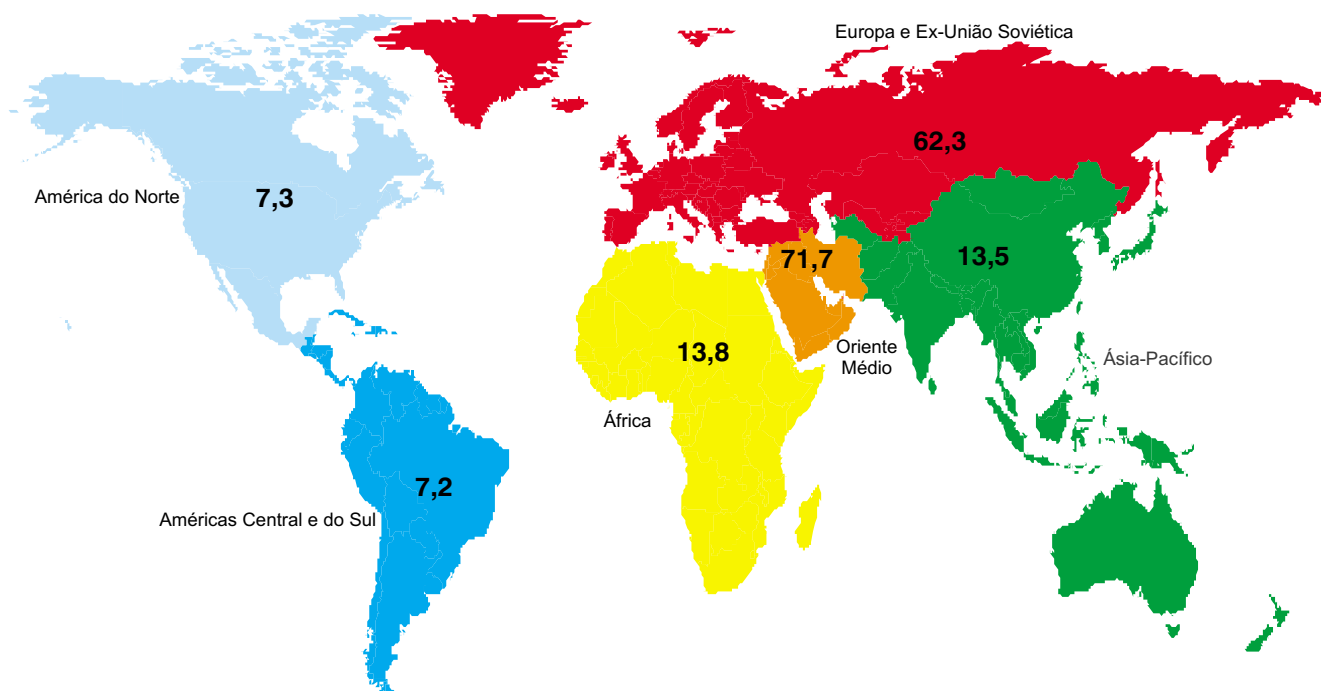 Europa e Ex-União Soviética
62,3
América do Norte
7,3
71,7
13,5
13,8
Oriente
Médio
Ásia-Pacífico
África
7,2
Américas Central e do Sul